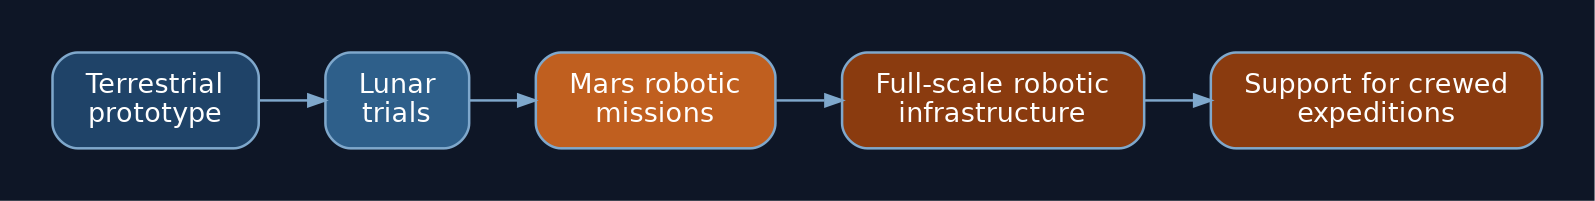 Terrestrial
prototype
Lunar
trials
Mars robotic
missions
Full-scale robotic
infrastructure
Support for crewed
expeditions